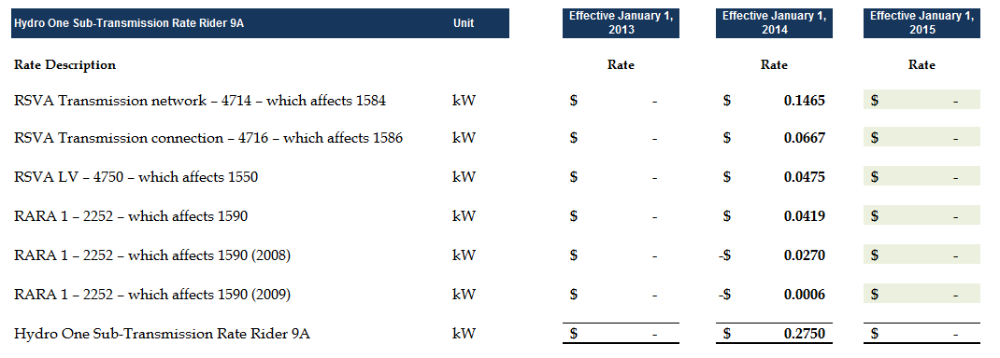 Hydro One Sub-Transmission Rate Rider 9A Unit Effective January 1, 2013 Effective January 1, 2014 Effective January 1, 2015
Rate Description Rate Rate Rate
RSVA Transmission network – 4714 – which affects 1584 kW $ - $ 0.1465 $ -
RSVA Transmission connection – 4716 – which affects 1586 kW $ - $ 0.0667 $ -
RSVA LV – 4750 – which affects 1550 kW $ - $ 0.0475 $ -
RARA 1 – 2252 – which affects 1590 kW $ - $ 0.0419 $ -
RARA 1 – 2252 – which affects 1590 (2008) kW $ - -$ 0.0270 $ -
RARA 1 – 2252 – which affects 1590 (2009) kW $ - -$ 0.0006 $ -
Hydro One Sub-Transmission Rate Rider 9A kW $ - $ 0.2750 $ -